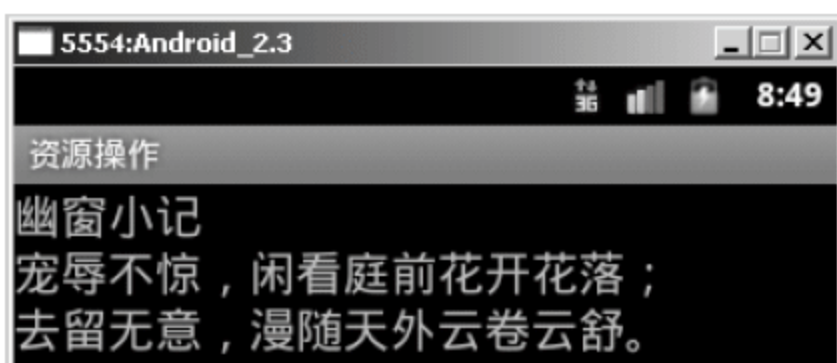 5554:Android_2.3
3G 8:49
资源操作
幽窗小记
宠辱不惊，闲看庭前花开花落；
去留无意，漫随天外云卷云舒。